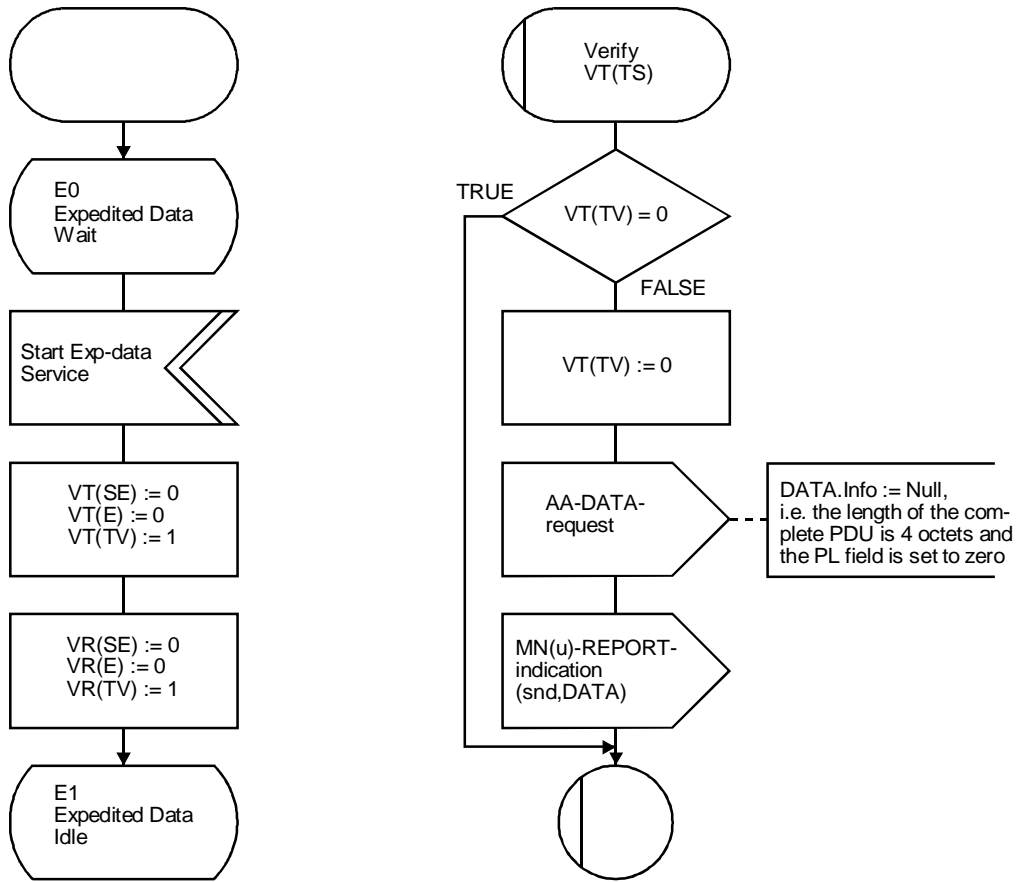 E0
Expedited Data
Wait
Start Exp-data
Service
VT(SE) := 0
VT(E) := 0
VT(TV) := 1
VR(SE) := 0
VR(E) := 0
VR(TV) := 1
E1
Expedited Data
Idle
Verify
VT(TS)
TRUE
VT(TV) = 0
FALSE
VT(TV) := 0
AA-DATA-
request
DATA.Info := Null,
i.e. the length of the com-
plete PDU is 4 octets and
the PL field is set to zero
MN(u)-REPORT-
indication
(snd,DATA)